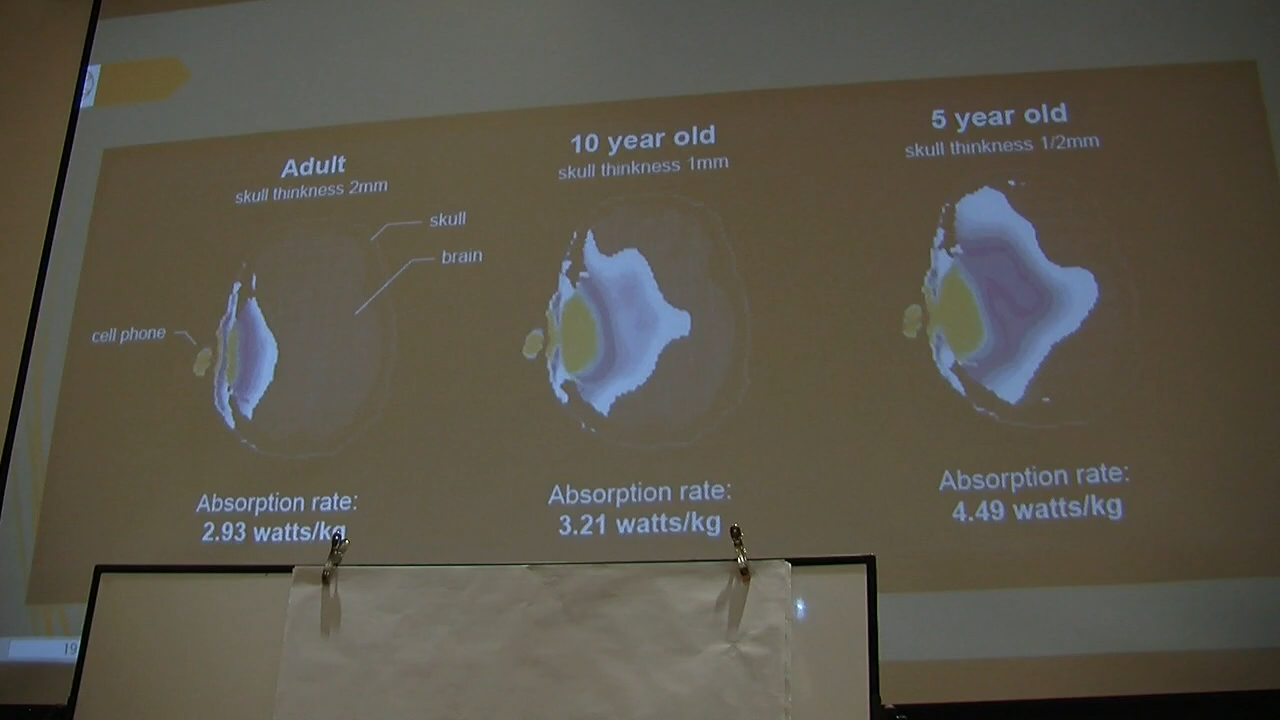 Adult
skull thinkness 2mm
10 year old
skull thinkness 1mm
5 year old
skull thinkness 1/2mm
skull
brain
cell phone
Absorption rate:
2.93 watts/kg
Absorption rate:
3.21 watts/kg
Absorption rate:
4.49 watts/kg
19